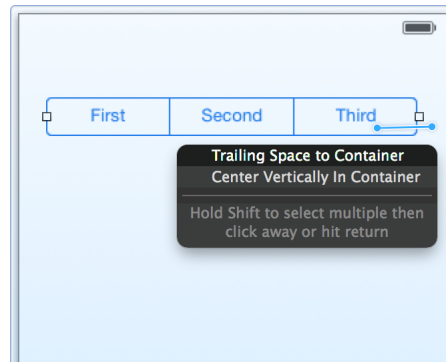 First Second Third
Trailing Space to Container
Center Vertically In Container
Hold Shift to select multiple then
click away or hit return